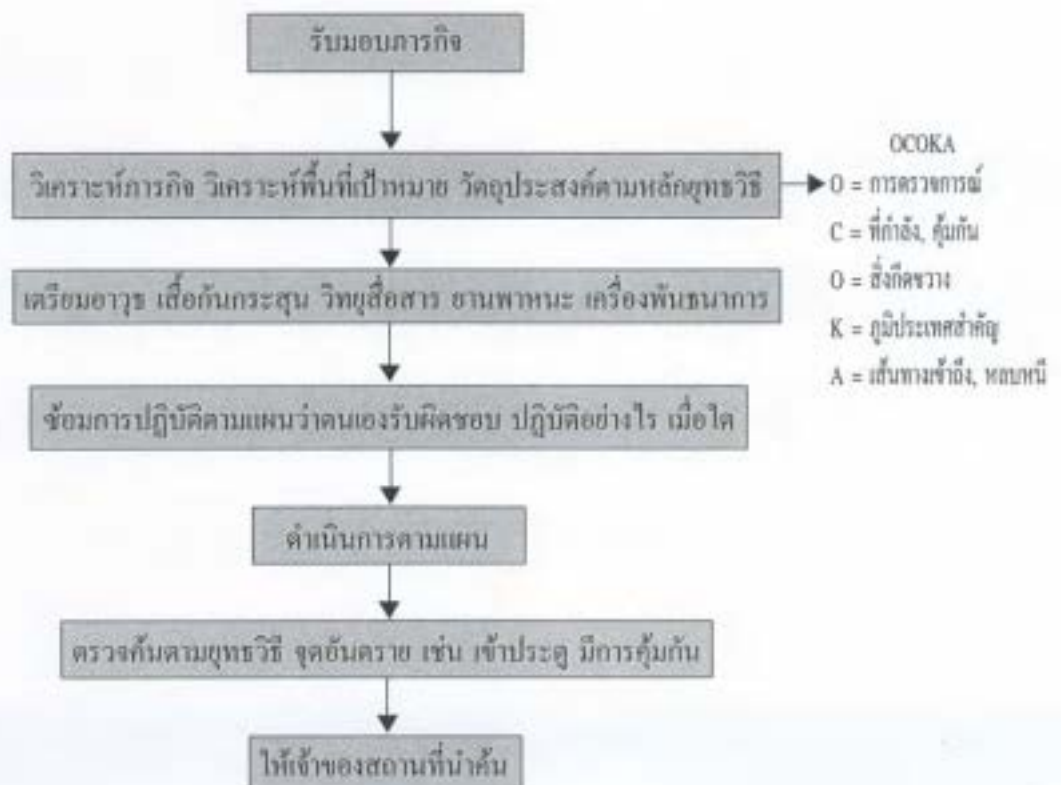 รับมอบภารกิจ
วิเคราะห์ภารกิจ วิเคราะห์พื้นที่เป้าหมาย วัตถุประสงค์ตามหลักยุทธวิธี
OCOKA
O = การตรวจการณ์
C = ที่กำลัง, คุ้มกัน
O = สิ่งกีดขวาง
K = ภูมิประเทศสำคัญ
A = เส้นทางเข้าถึง, หลบหนี
เตรียมอาวุธ เสื้อกันกระสุน วิทยุสื่อสาร ยานพาหนะ เครื่องพันธนาการ
ซ้อมการปฏิบัติตามแผนว่าตนเองรับผิดชอบ ปฏิบัติอย่างไร เมื่อใด
ดำเนินการตามแผน
ตรวจค้นตามยุทธวิธี จุดอันตราย เช่น เข้าประตู มีการคุ้มกัน
ให้เจ้าของสถานที่นำค้น